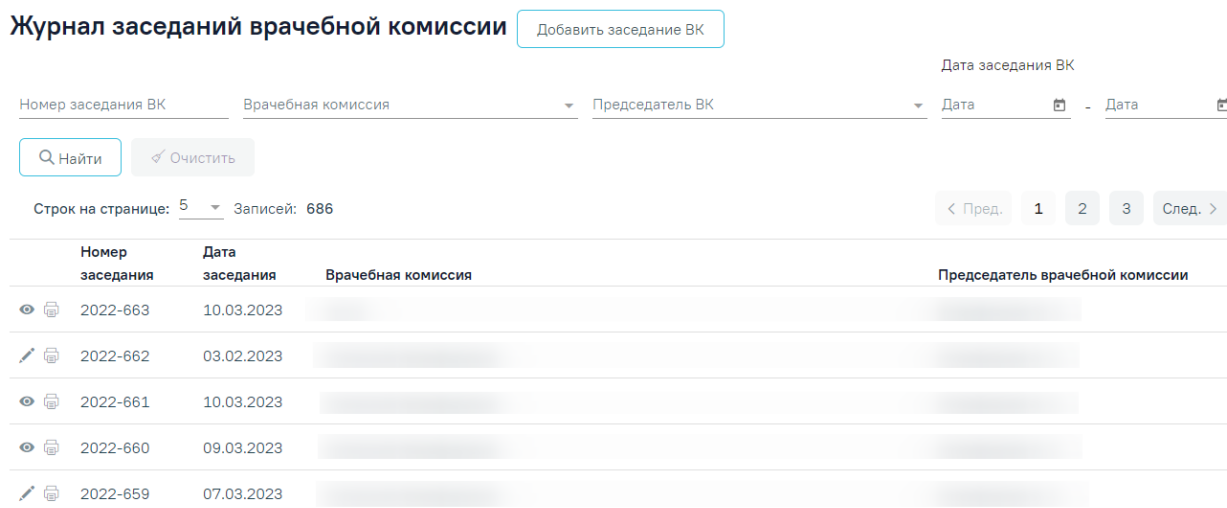 Журнал заседаний врачебной комиссии Добавить заседание ВК
Дата заседания ВК
Номер заседания ВК Врачебная комиссия Председатель ВК Дата - Дата
Найти Очистить
Строк на странице: 5 Записей: 686 < Пред. 1 2 3 След. >
Номер заседания Дата заседания Врачебная комиссия Председатель врачебной комиссии
2022-663 10.03.2023
2022-662 03.02.2023
2022-661 10.03.2023
2022-660 09.03.2023
2022-659 07.03.2023